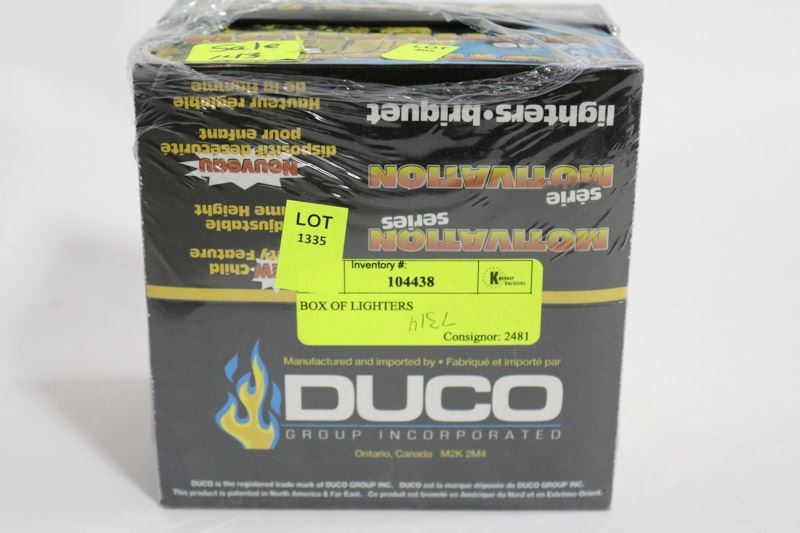 Sale
LOT
Hauteur réglable
de la flamme
Nouveau
dispositif desécurité
pour enfant
Adjustable
Flame Height
NEW Child
Safety Feature
lighters•briquet
MOTIVATION
série
MOTIVATION
series
LOT
1335
Inventory #:
104438
BOX OF LIGHTERS
7314
Consignor: 2481
Manufactured and imported by • Fabriqué et importé par
DUCO
GROUP INCORPORATED
Ontario, Canada M2K 2M4
DUCO is the registered trade mark of DUCO GROUP INC. DUCO est la marque déposée de DUCO GROUP INC.
This product is patented in North America & Far East. Ce produit est breveté en Amérique du Nord et en Extrême-Orient.